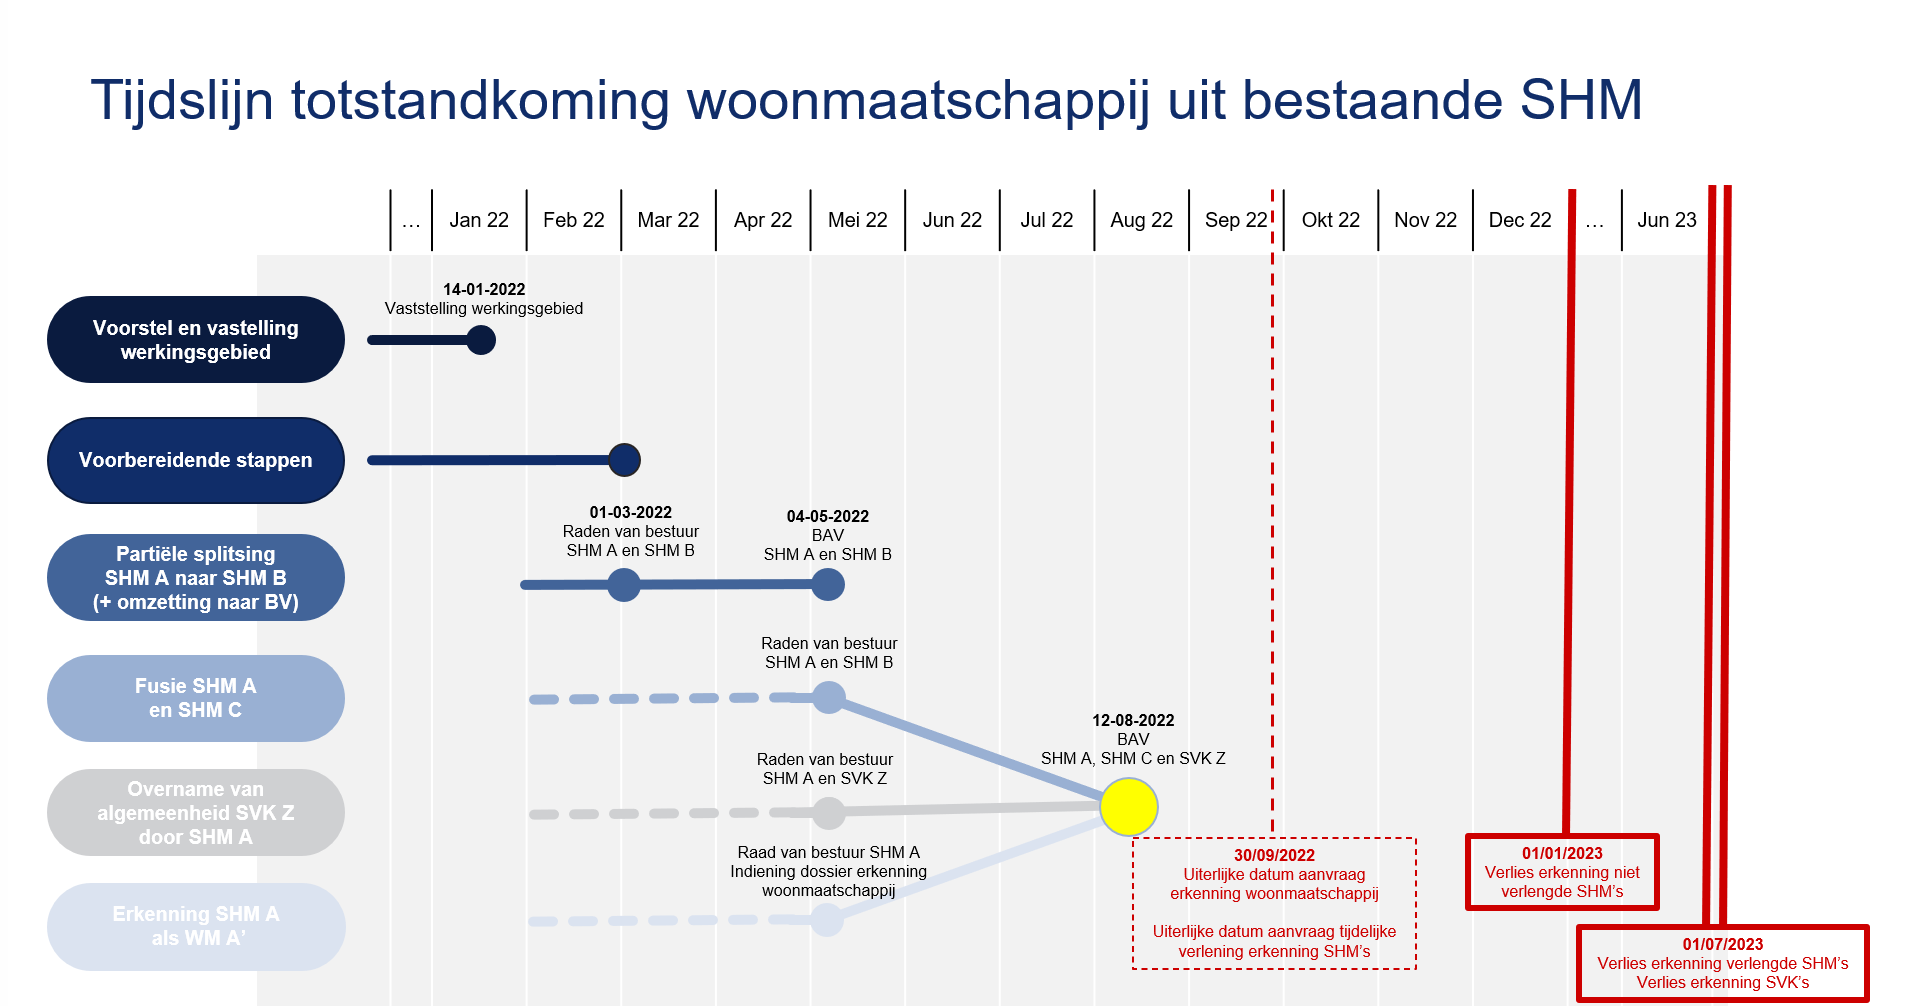 Tijdslijn totstandkoming woonmaatschappij uit bestaande SHM
… Jan 22 Feb 22 Mar 22 Apr 22 Mei 22 Jun 22 Jul 22 Aug 22 Sep 22 Okt 22 Nov 22 Dec 22 … Jun 23
Voorstel en vastelling
werkingsgebied
14-01-2022
Vaststelling werkingsgebied
Voorbereidende stappen
Partiële splitsing
SHM A naar SHM B
(+ omzetting naar BV)
01-03-2022
Raden van bestuur
SHM A en SHM B
04-05-2022
BAV
SHM A en SHM B
Fusie SHM A
en SHM C
Raden van bestuur
SHM A en SHM B
Overname van
algemeenheid SVK Z
door SHM A
Raden van bestuur
SHM A en SVK Z
12-08-2022
BAV
SHM A, SHM C en SVK Z
Erkenning SHM A
als WM A’
Raad van bestuur SHM A
Indiening dossier erkenning
woonmaatschappij
30/09/2022
Uiterlijke datum aanvraag
erkenning woonmaatschappij
Uiterlijke datum aanvraag tijdelijke
verlening erkenning SHM’s
01/01/2023
Verlies erkenning niet
verlengde SHM’s
01/07/2023
Verlies erkenning verlengde SHM’s
Verlies erkenning SVK’s